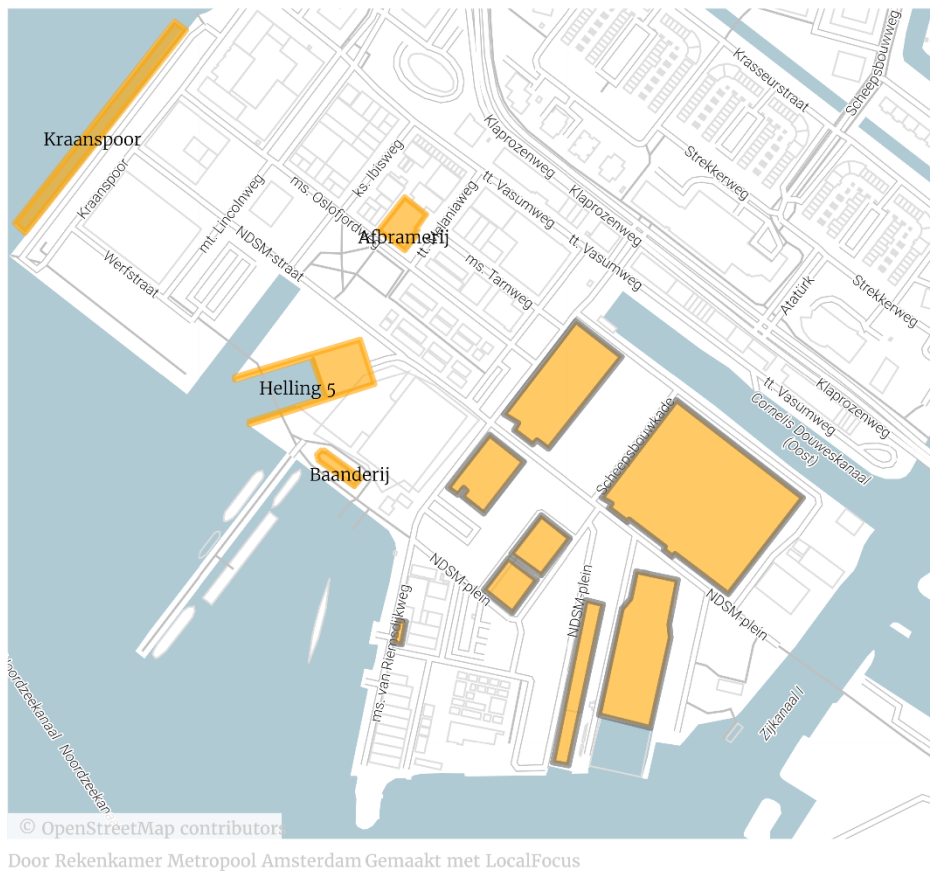 Scheepsbouwweg
Krasseurstraat
Kraanspoor
Kraanspoor
ks. Ibisweg
Klaprozenweg
Strekkerweg
tt. Vasumweg
Klaprozenweg
mt. Lincolnweg
ms. Oslofjordweg
Afbramerij
tt. Melaniaweg
NDSM-straat
Werfstraat
ms. Tarnweg
tt. Vasumweg
Atatürk
Strekkerweg
Helling 5
tt. Vasumweg
Klaprozenweg
Cornelis Douweskanaal
(Oost)
Scheepsbouwkade
Baanderij
NDSM-plein
NDSM-plein
NDSM-plein
ms. van Riemsdijkweg
Zijkanaal I
Noordzeekanaal
© OpenStreetMap contributors
Door Rekenkamer Metropool Amsterdam Gemaakt met LocalFocus